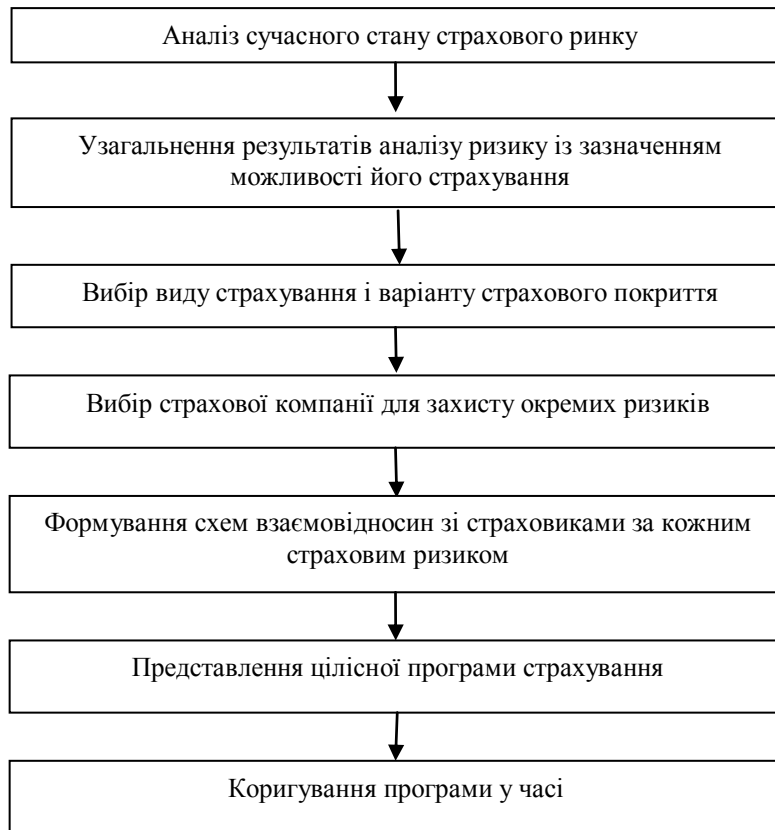 Аналіз сучасного стану страхового ринку
Узагальнення результатів аналізу ризику із зазначенням
можливості його страхування
Вибір виду страхування і варіанту страхового покриття
Вибір страхової компанії для захисту окремих ризиків
Формування схем взаємовідносин зі страховиками за кожним
страховим ризиком
Представлення цілісної програми страхування
Коригування програми у часі